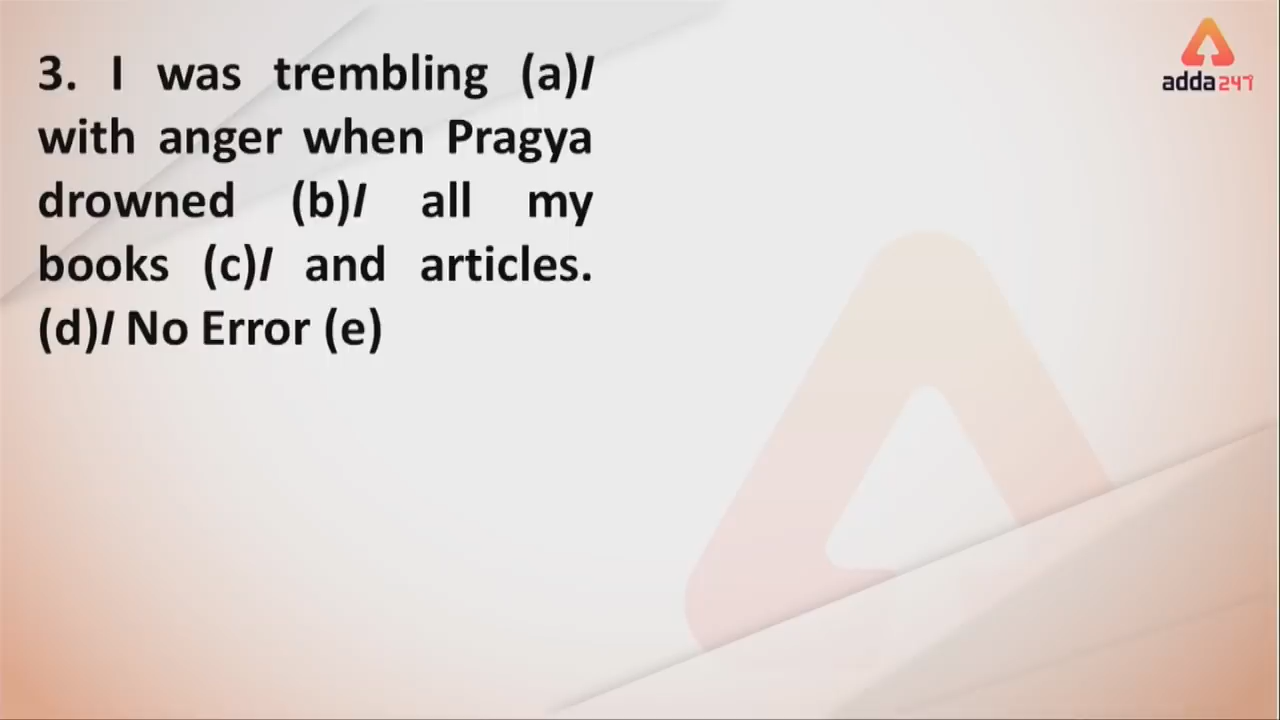 adda247
3. I was trembling (a)/
with anger when Pragya
drowned (b)/ all my
books (c)/ and articles.
(d)/ No Error (e)